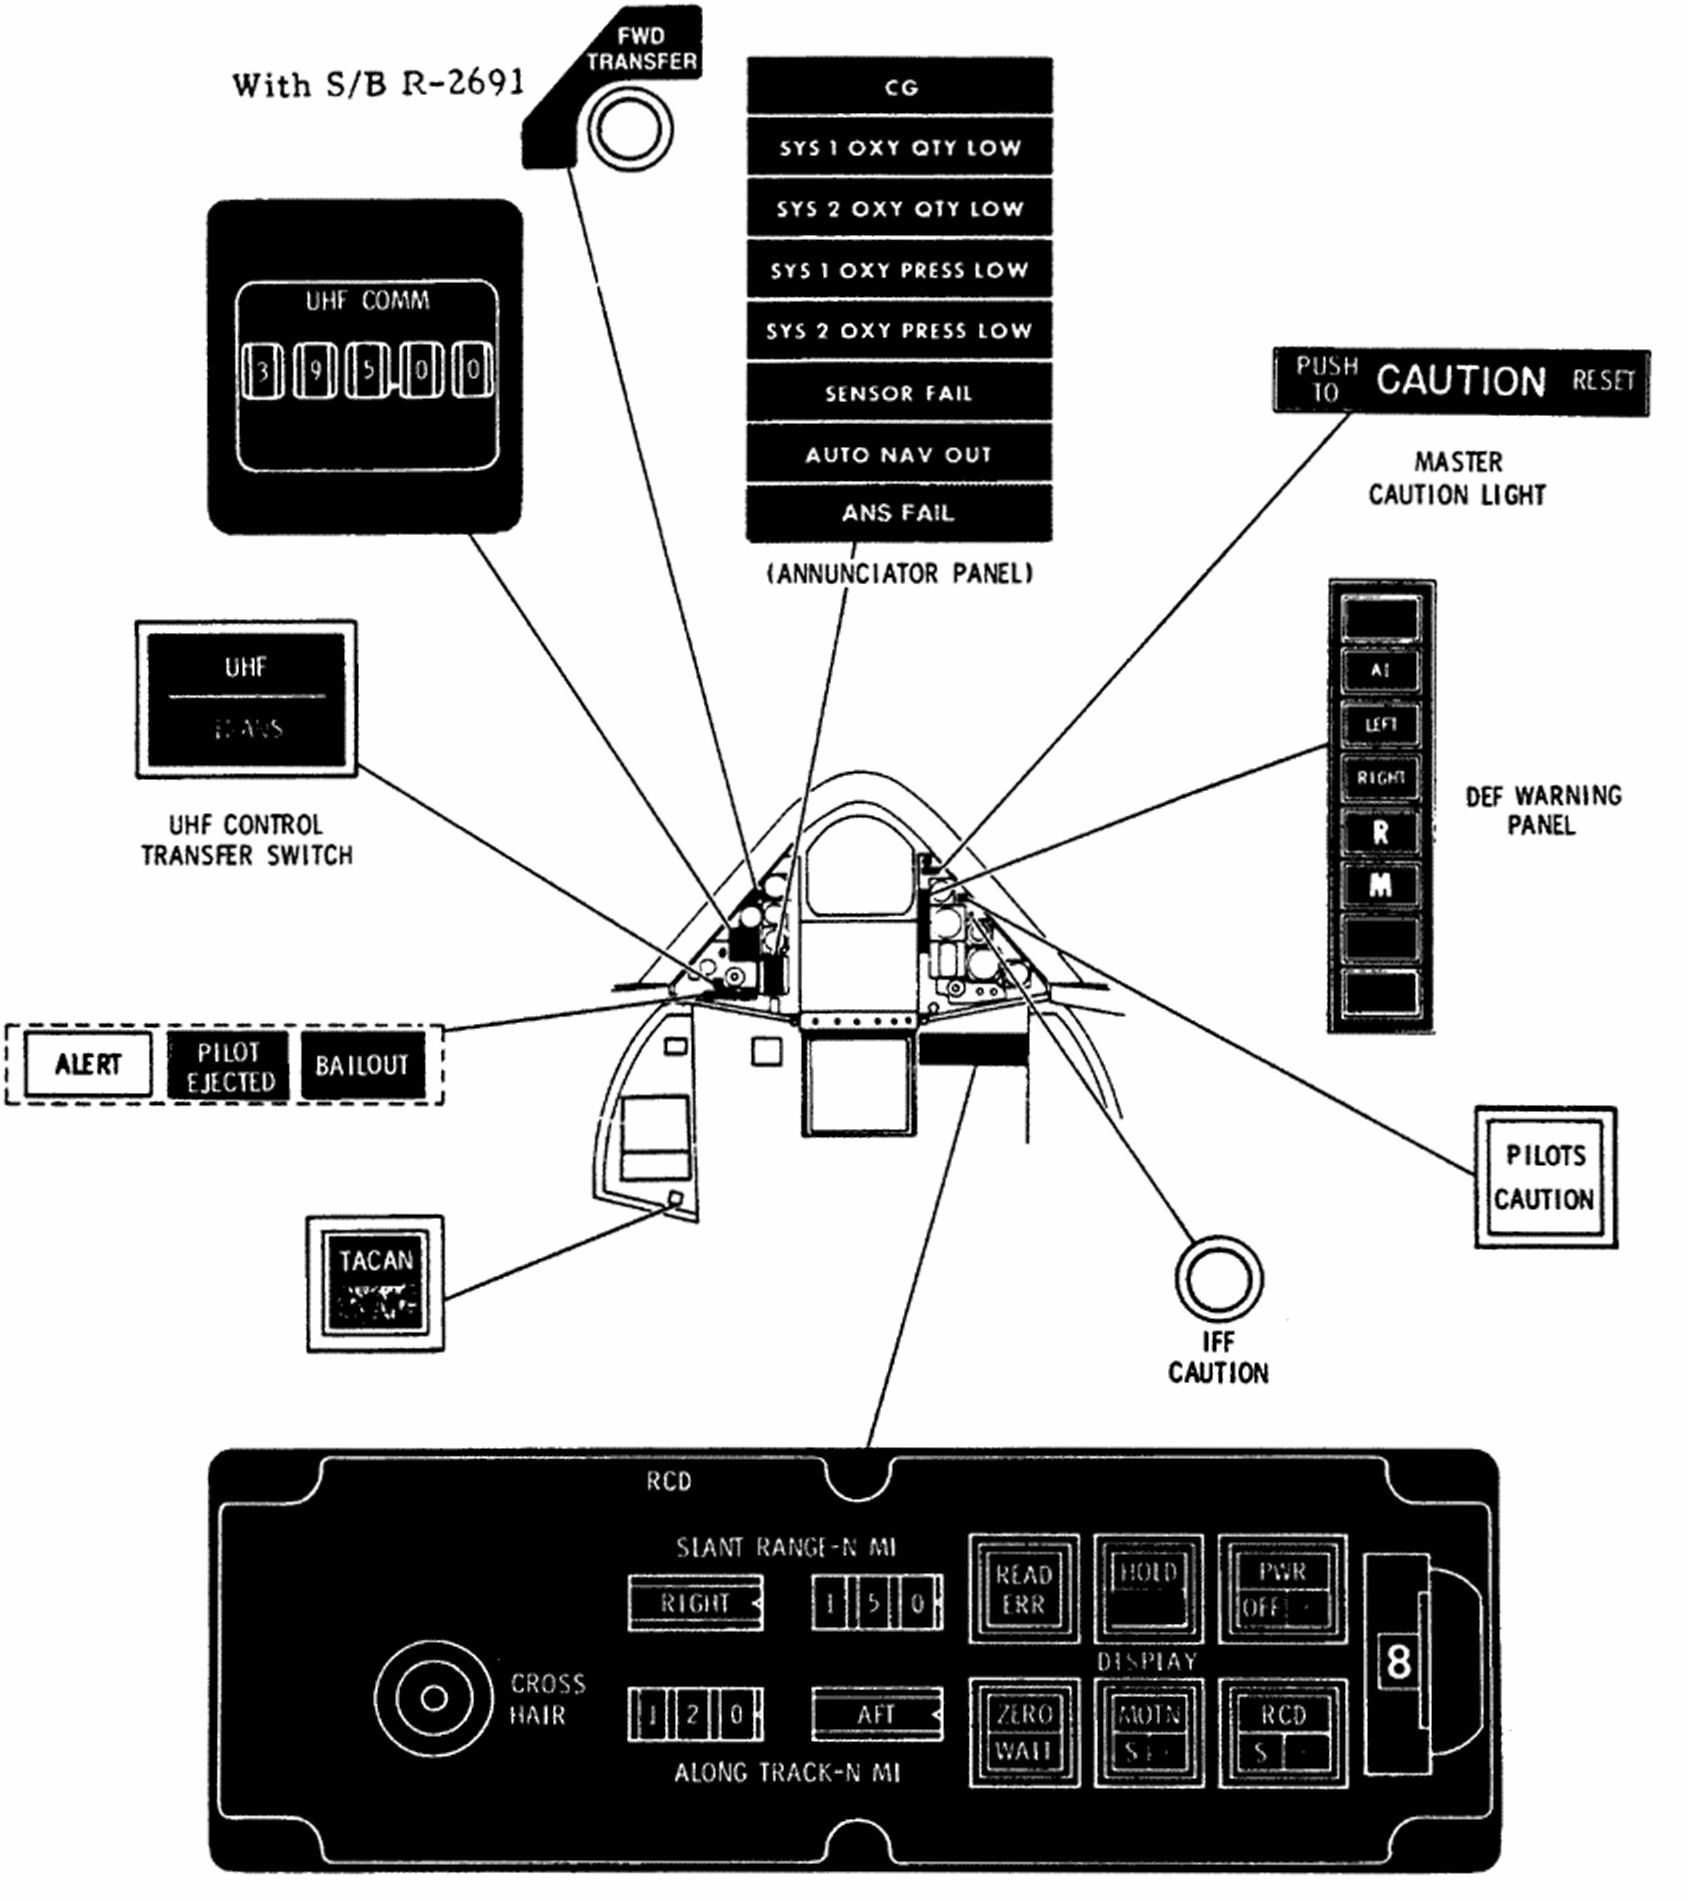 FWD
TRANSFER
With S/B R-2691
CG
SYS 1 OXY QTY LOW
SYS 2 OXY QTY LOW
SYS 1 OXY PRESS LOW
SYS 2 OXY PRESS LOW
SENSOR FAIL
AUTO NAV OUT
ANS FAIL
(ANNUNCIATOR PANEL)
UHF COMM
3 9 5.0 0
PUSH TO CAUTION RESET
MASTER
CAUTION LIGHT
UHF
UHF CONTROL
TRANSFER SWITCH
AI
LEFT
RIGHT
R
M
DEF WARNING
PANEL
ALERT
PILOT
EJECTED
BAILOUT
PILOTS
CAUTION
TACAN
IFF
CAUTION
RCD
SLANT RANGE-N MI
RIGHT
1 5 0
READ
ERR
HOLD
PWR
OFF
DISPLAY
CROSS
HAIR
1 2 0
AFT
ZERO
WAIT
MOTN
S
RCD
S
8
ALONG TRACK-N MI